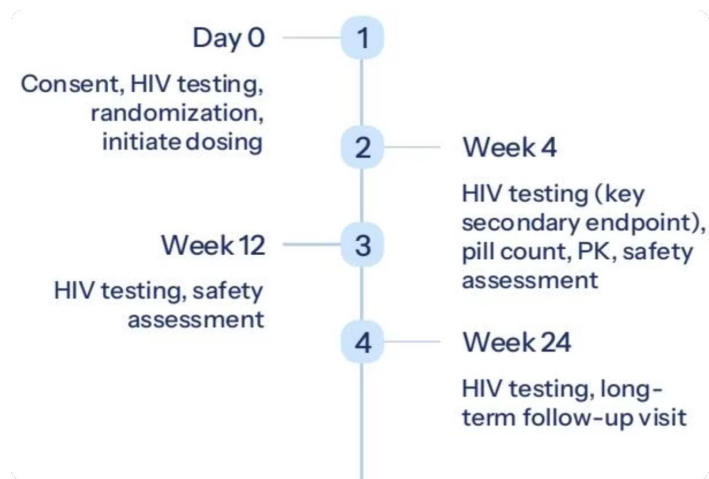 Day 0
1
Consent, HIV testing,
randomization,
initiate dosing
2
Week 4
HIV testing (key
secondary endpoint),
pill count, PK, safety
assessment
Week 12
3
HIV testing, safety
assessment
4
Week 24
HIV testing, long-
term follow-up visit